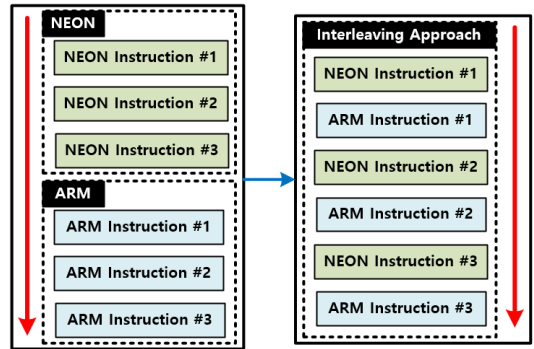 NEON
NEON Instruction #1
NEON Instruction #2
NEON Instruction #3
ARM
ARM Instruction #1
ARM Instruction #2
ARM Instruction #3
Interleaving Approach
NEON Instruction #1
ARM Instruction #1
NEON Instruction #2
ARM Instruction #2
NEON Instruction #3
ARM Instruction #3